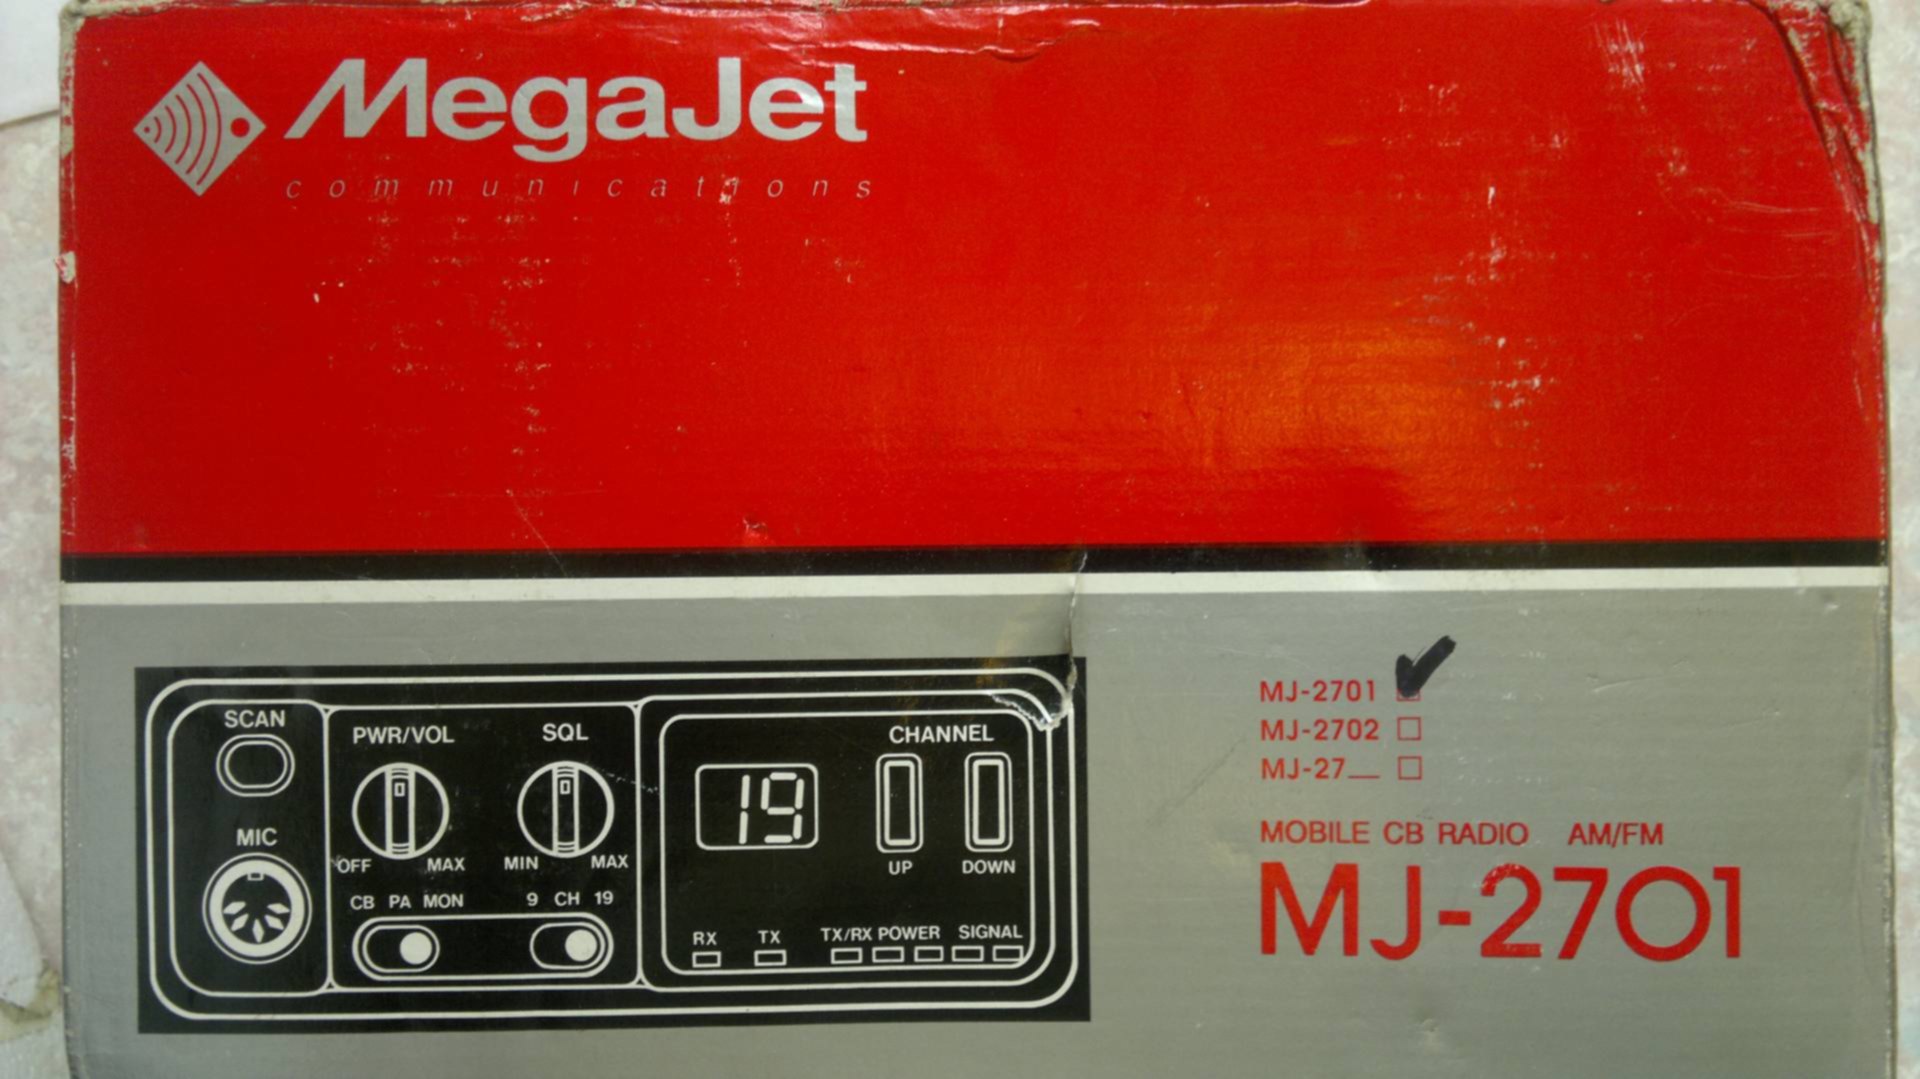 MegaJet
communications
MJ-2701
MJ-2702
MJ-27__
MOBILE CB RADIO AM/FM
MJ-2701
SCAN
MIC
PWR/VOL
OFF MAX
SQL
MIN MAX
CB PA MON
9 CH 19
19
CHANNEL
UP DOWN
RX TX TX/RX POWER SIGNAL